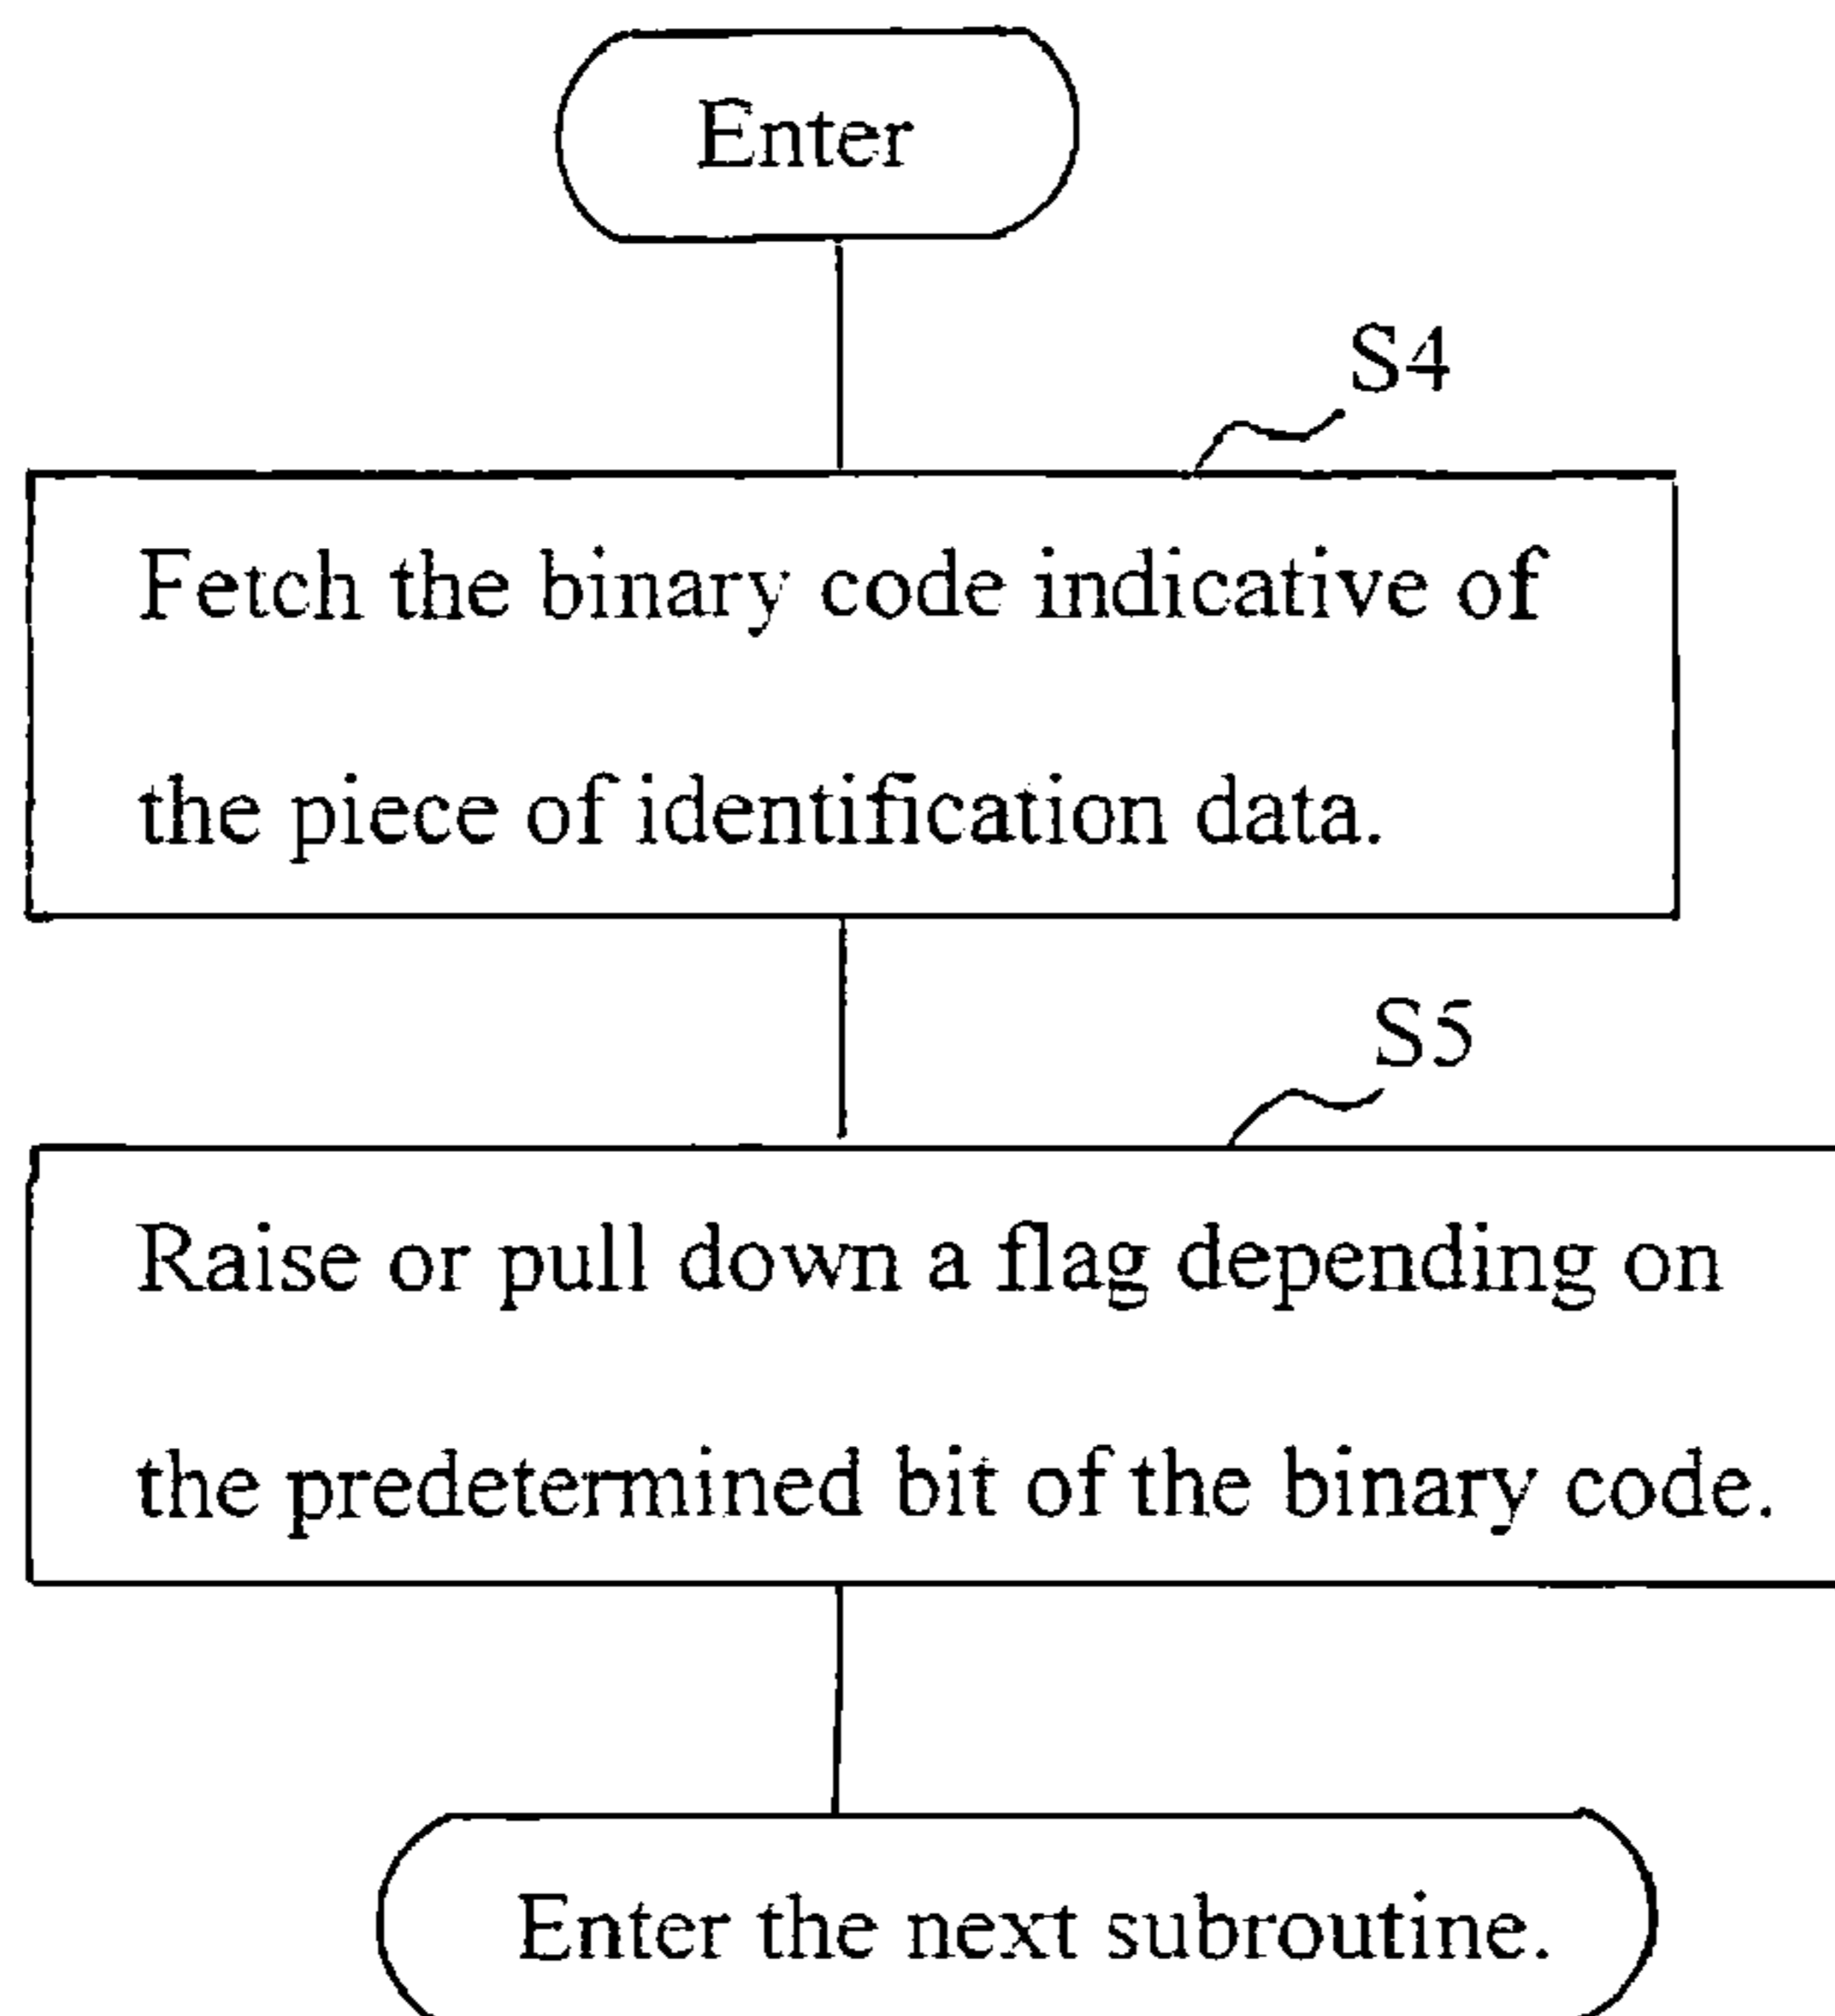 Enter
S4
Fetch the binary code indicative of
the piece of identification data.
S5
Raise or pull down a flag depending on
the predetermined bit of the binary code.
Enter the next subroutine.